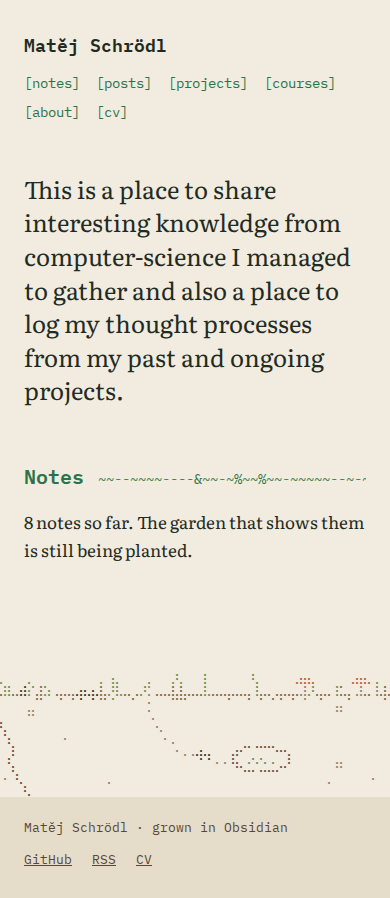 Matěj Schrödl
[notes] [posts] [projects] [courses]
[about] [cv]
This is a place to share
interesting knowledge from
computer-science I managed
to gather and also a place to
log my thought processes
from my past and ongoing
projects.
Notes ~~--~~~~----&~~-~%~~%~~-~~~~~--~-~
8 notes so far. The garden that shows them
is still being planted.
Matěj Schrödl · grown in Obsidian
GitHub RSS CV